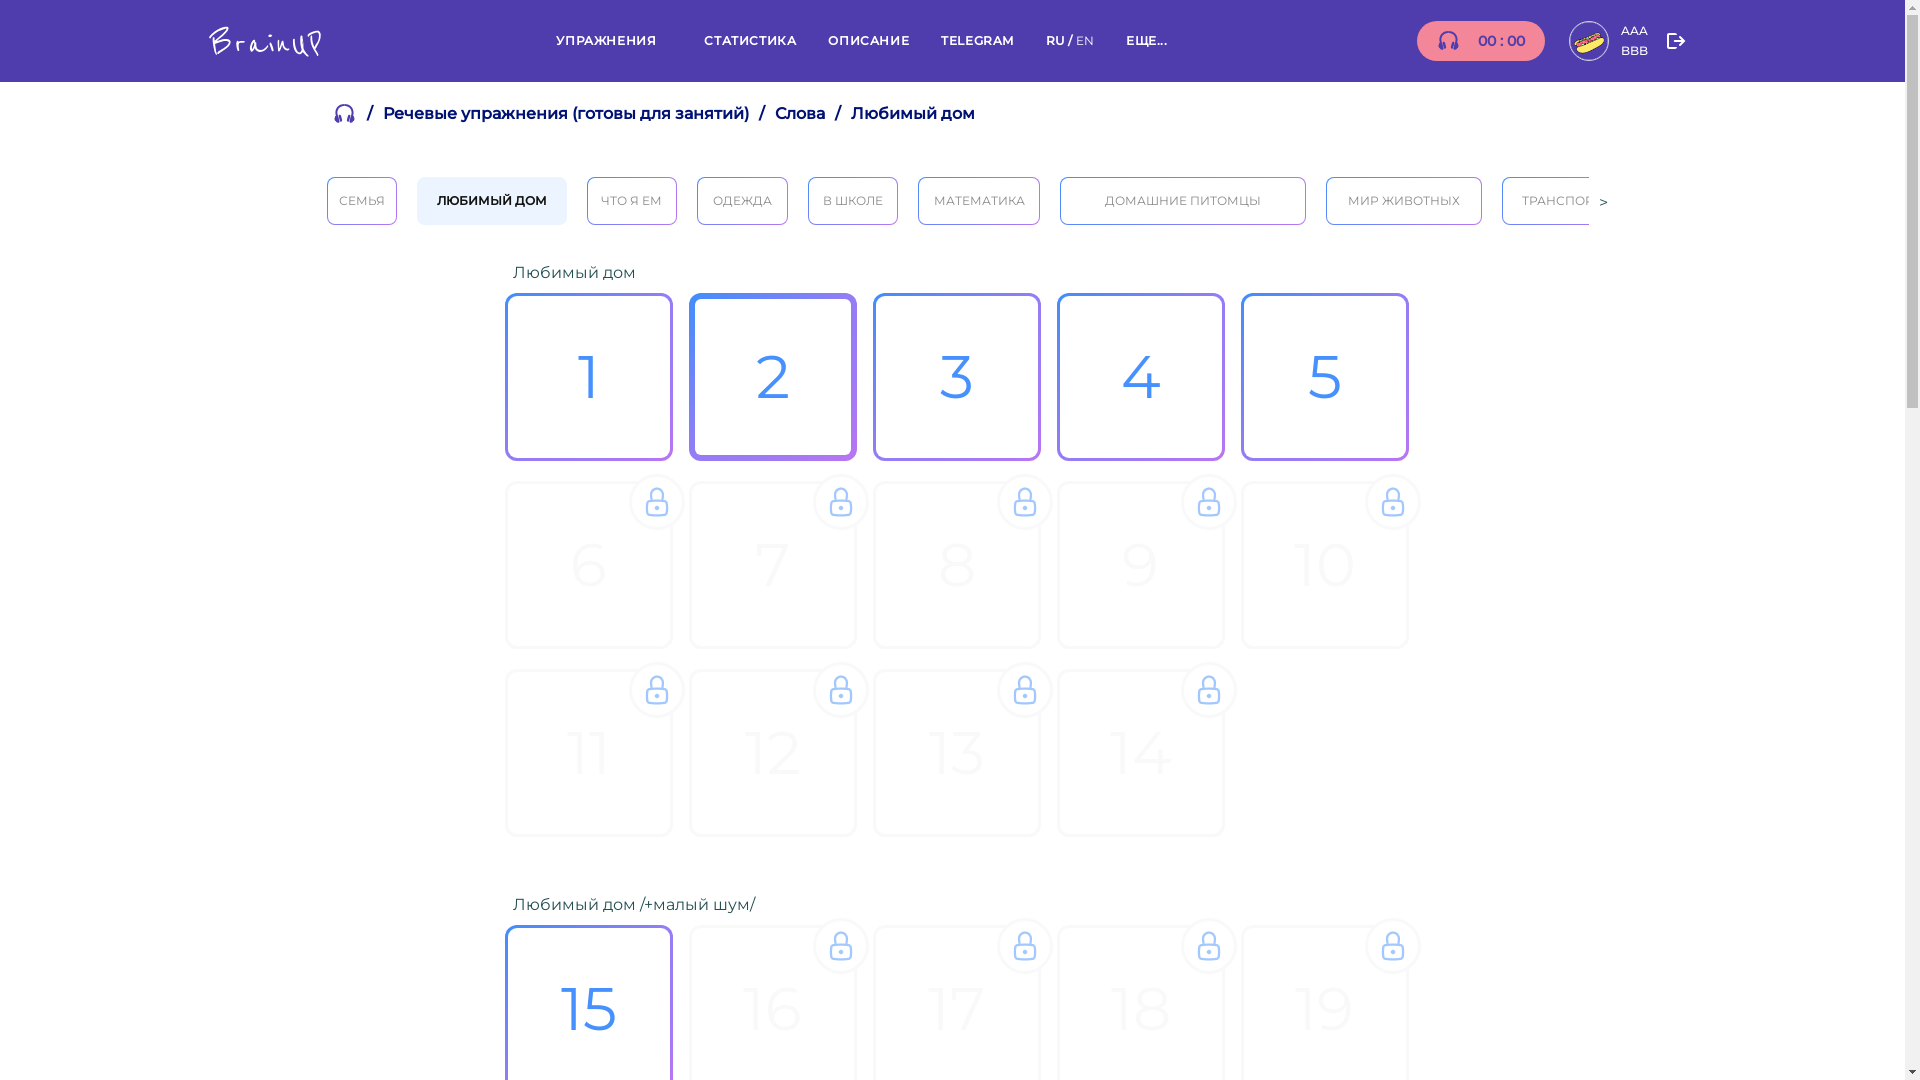 BrainUP
УПРАЖНЕНИЯ СТАТИСТИКА ОПИСАНИЕ TELEGRAM RU / EN ЕЩЕ...
00 : 00
AAA
BBB
/ Речевые упражнения (готовы для занятий) / Слова / Любимый дом
СЕМЬЯ ЛЮБИМЫЙ ДОМ ЧТО Я ЕМ ОДЕЖДА В ШКОЛЕ МАТЕМАТИКА ДОМАШНИЕ ПИТОМЦЫ МИР ЖИВОТНЫХ ТРАНСПОР >
Любимый дом
1 2 3 4 5
6 7 8 9 10
11 12 13 14
Любимый дом /+малый шум/
15 16 17 18 19